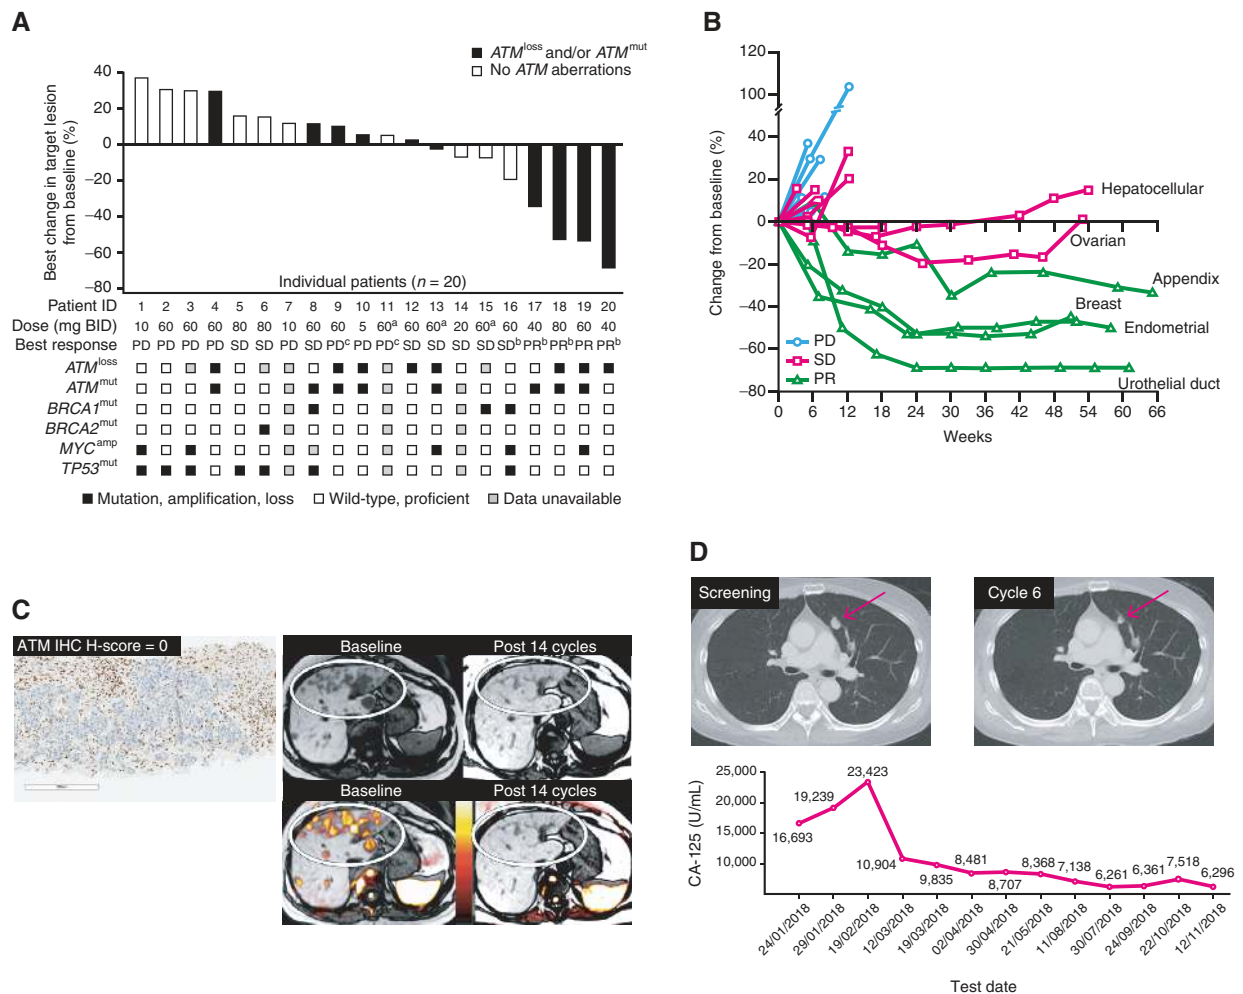 A
ATM loss and/or ATM mut
No ATM aberrations
Best change in target lesion
from baseline (%)
40
20
0
−20
−40
−60
−80
Individual patients (n = 20)
Patient ID 1 2 3 4 5 6 7 8 9 10 11 12 13 14 15 16 17 18 19 20
Dose (mg BID) 10 60 60 60 80 80 10 60 60 5 60a 60 60a 20 60a 60 40 80 60 40
Best response PD PD PD PD SD SD PD SD PDc PD PDc SD SD SD SD SDb PRb PRb PR PRb
ATM loss
ATM mut
BRCA1 mut
BRCA2 mut
MYC amp
TP53 mut
Mutation, amplification, loss Wild-type, proficient Data unavailable
B
Change from baseline (%)
120
100
40
20
0
−20
−40
−60
−80
Hepatocellular
Ovarian
Appendix
Breast
Endometrial
Urothelial duct
PD
SD
PR
0 6 12 18 24 30 36 42 48 54 60 66
Weeks
C
ATM IHC H-score = 0
Baseline Post 14 cycles
Baseline Post 14 cycles
D
Screening
Cycle 6
CA-125 (U/mL)
25,000
20,000
15,000
10,000
16,693
19,239
23,423
10,904
9,835
8,481
8,707
8,368
7,138
6,261
6,361
7,518
6,296
24/01/2018
29/01/2018
19/02/2018
12/03/2018
19/03/2018
02/04/2018
30/04/2018
21/05/2018
11/08/2018
30/07/2018
24/09/2018
22/10/2018
12/11/2018
Test date